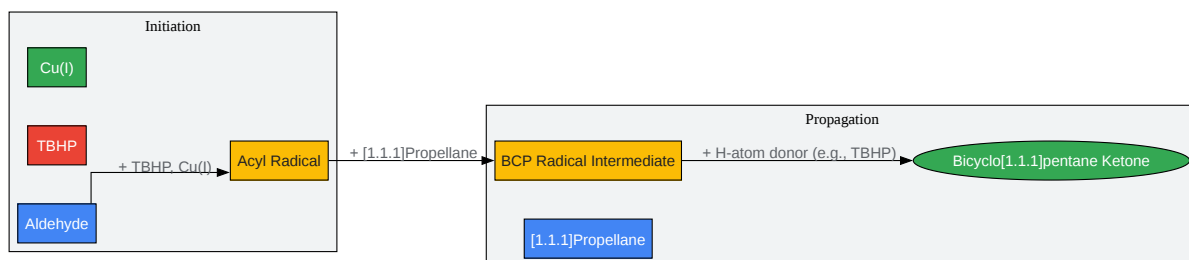 Initiation
Cu(I)
TBHP
Aldehyde
+ TBHP, Cu(I)
Acyl Radical
+ [1.1.1]Propellane
Propagation
BCP Radical Intermediate
+ H-atom donor (e.g., TBHP)
Bicyclo[1.1.1]pentane Ketone
[1.1.1]Propellane